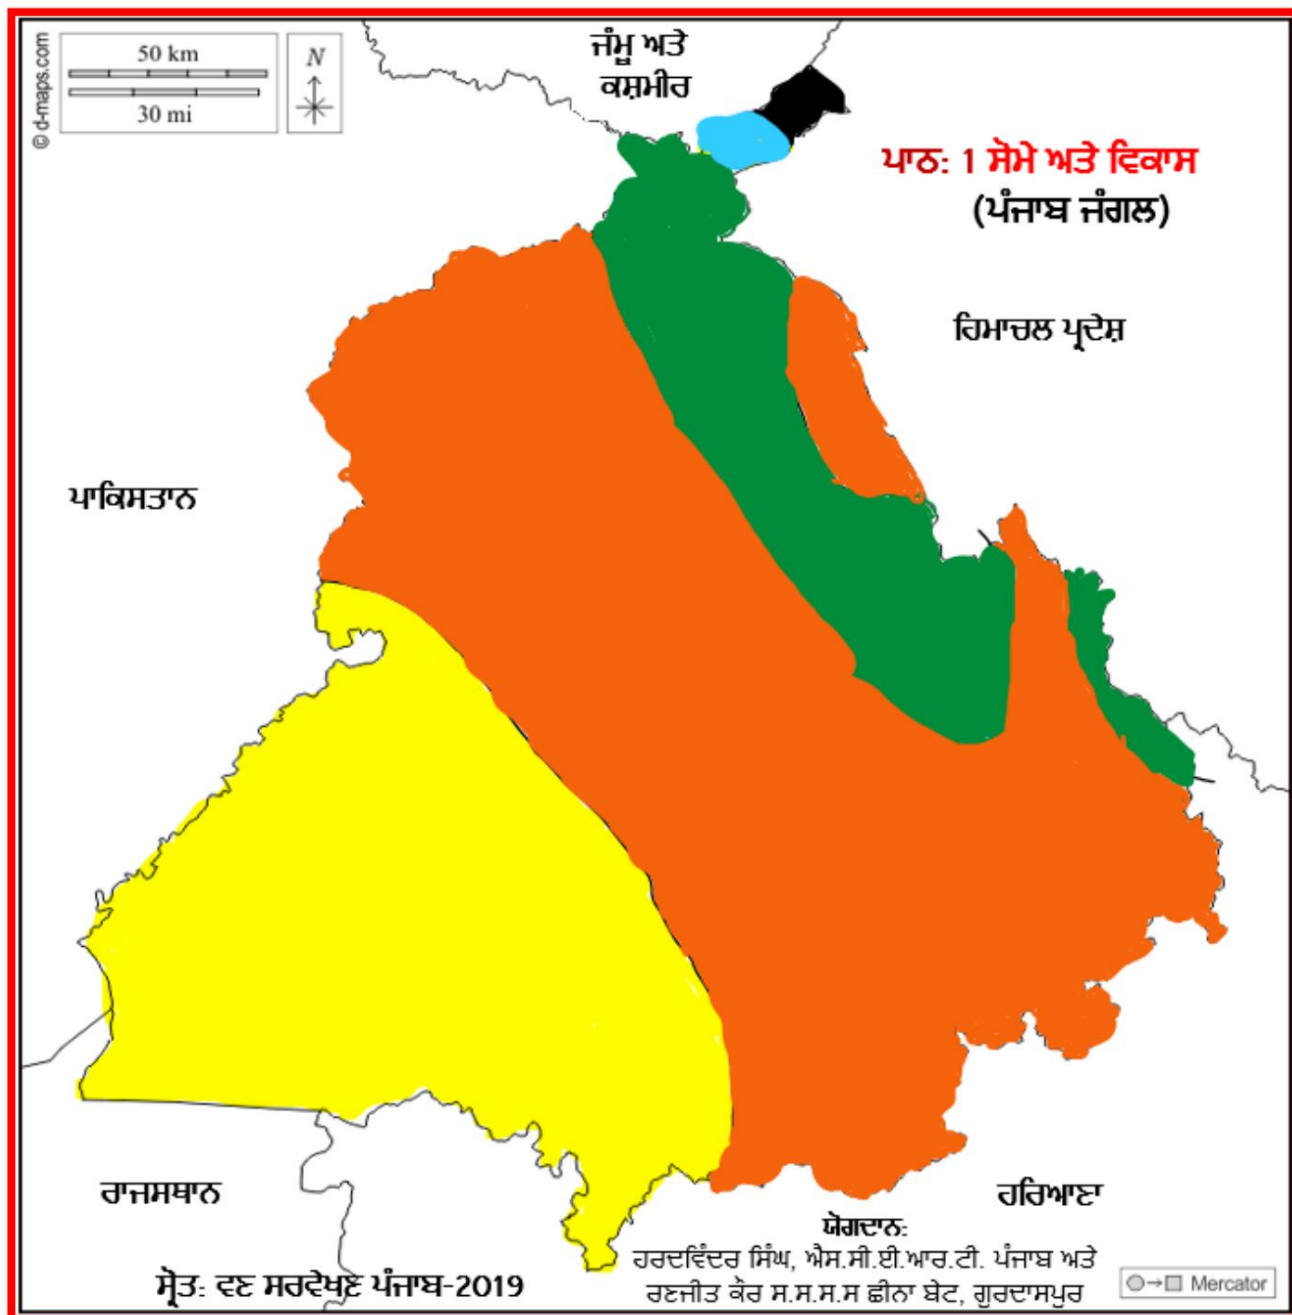 © d-maps.com
50 km
30 mi
N
ਜੰਮੂ ਅਤੇ
ਕਸ਼ਮੀਰ
ਪਾਠ: 1 ਸੋਮੇ ਅਤੇ ਵਿਕਾਸ
(ਪੰਜਾਬ ਜੰਗਲ)
ਹਿਮਾਚਲ ਪ੍ਰਦੇਸ਼
ਪਾਕਿਸਤਾਨ
ਰਾਜਸਥਾਨ
ਹਰਿਆਣਾ
ਯੋਗਦਾਨ:
ਹਰਦਵਿੰਦਰ ਸਿੰਘ, ਐਸ.ਸੀ.ਈ.ਆਰ.ਟੀ. ਪੰਜਾਬ ਅਤੇ
ਰਣਜੀਤ ਕੌਰ ਸ.ਸ.ਸ.ਸ ਛੀਨਾ ਬੇਟ, ਗੁਰਦਾਸਪੁਰ
ਸ੍ਰੋਤ: ਵਣ ਸਰਵੇਖਣ ਪੰਜਾਬ-2019
Mercator